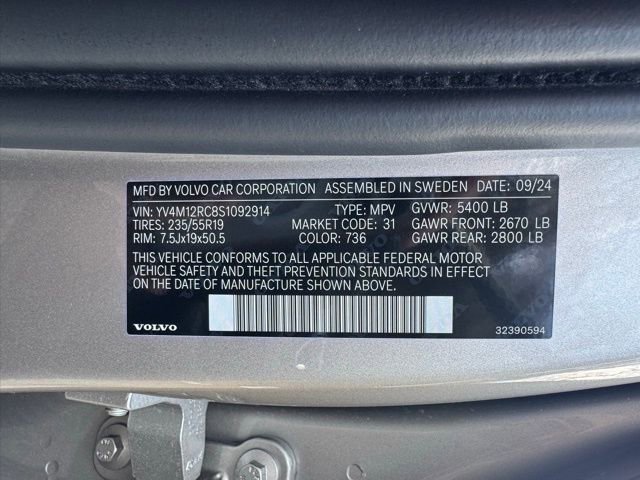 MFD BY VOLVO CAR CORPORATION ASSEMBLED IN SWEDEN DATE: 09/24
VIN: YV4M12RC8S1092914 TYPE: MPV GVWR: 5400 LB
TIRES: 235/55R19 MARKET CODE: 31 GAWR FRONT: 2670 LB
RIM: 7.5Jx19x50.5 COLOR: 736 GAWR REAR: 2800 LB
THIS VEHICLE CONFORMS TO ALL APPLICABLE FEDERAL MOTOR
VEHICLE SAFETY AND THEFT PREVENTION STANDARDS IN EFFECT
ON THE DATE OF MANUFACTURE SHOWN ABOVE.
VOLVO 32390594